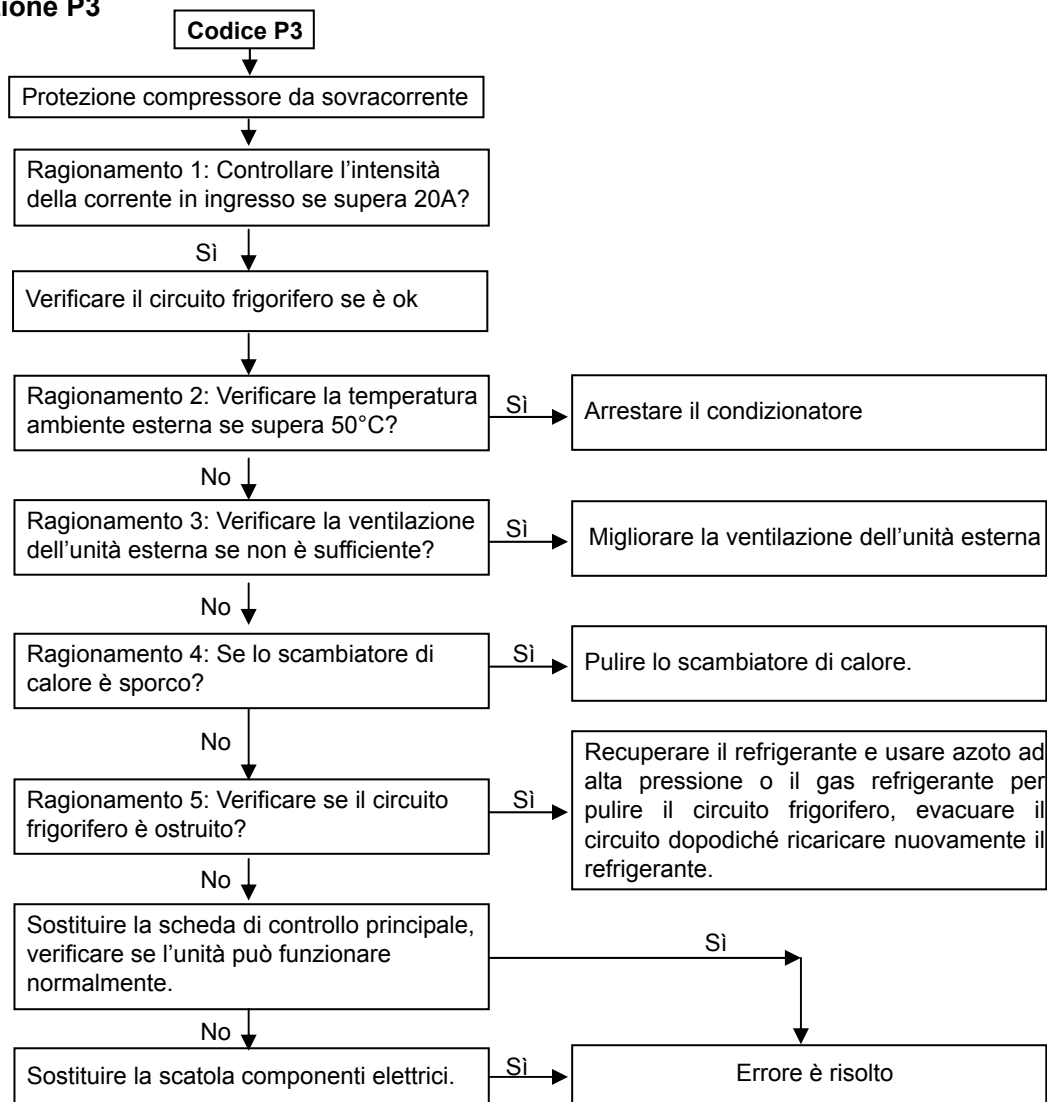 zione P3
Codice P3
Protezione compressore da sovracorrente
Ragionamento 1: Controllare l’intensità
della corrente in ingresso se supera 20A?
Sì
Verificare il circuito frigorifero se è ok
Ragionamento 2: Verificare la temperatura
ambiente esterna se supera 50°C?
Sì
Arrestare il condizionatore
No
Ragionamento 3: Verificare la ventilazione
dell’unità esterna se non è sufficiente?
Sì
Migliorare la ventilazione dell’unità esterna
No
Ragionamento 4: Se lo scambiatore di
calore è sporco?
Sì
Pulire lo scambiatore di calore.
No
Ragionamento 5: Verificare se il circuito
frigorifero è ostruito?
Sì
Recuperare il refrigerante e usare azoto ad
alta pressione o il gas refrigerante per
pulire il circuito frigorifero, evacuare il
circuito dopodiché ricaricare nuovamente il
refrigerante.
No
Sostituire la scheda di controllo principale,
verificare se l’unità può funzionare
normalmente.
Sì
No
Sostituire la scatola componenti elettrici.
Sì
Errore è risolto